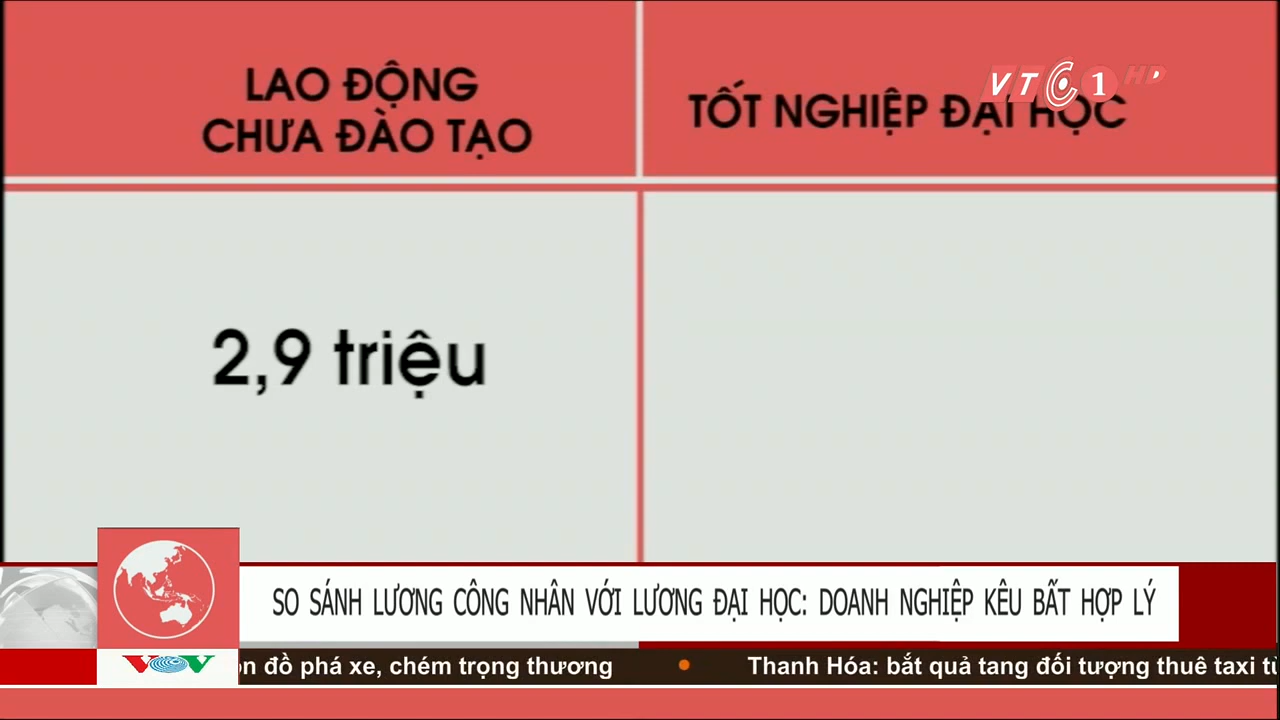 LAO ĐỘNG
CHƯA ĐÀO TẠO
TỐT NGHIỆP ĐẠI HỌC
VTC1 HD
2,9 triệu
SO SÁNH LƯƠNG CÔNG NHÂN VỚI LƯƠNG ĐẠI HỌC: DOANH NGHIỆP KÊU BẤT HỢP LÝ
VOV
đồ phá xe, chém trọng thương • Thanh Hóa: bắt quả tang đối tượng thuê taxi